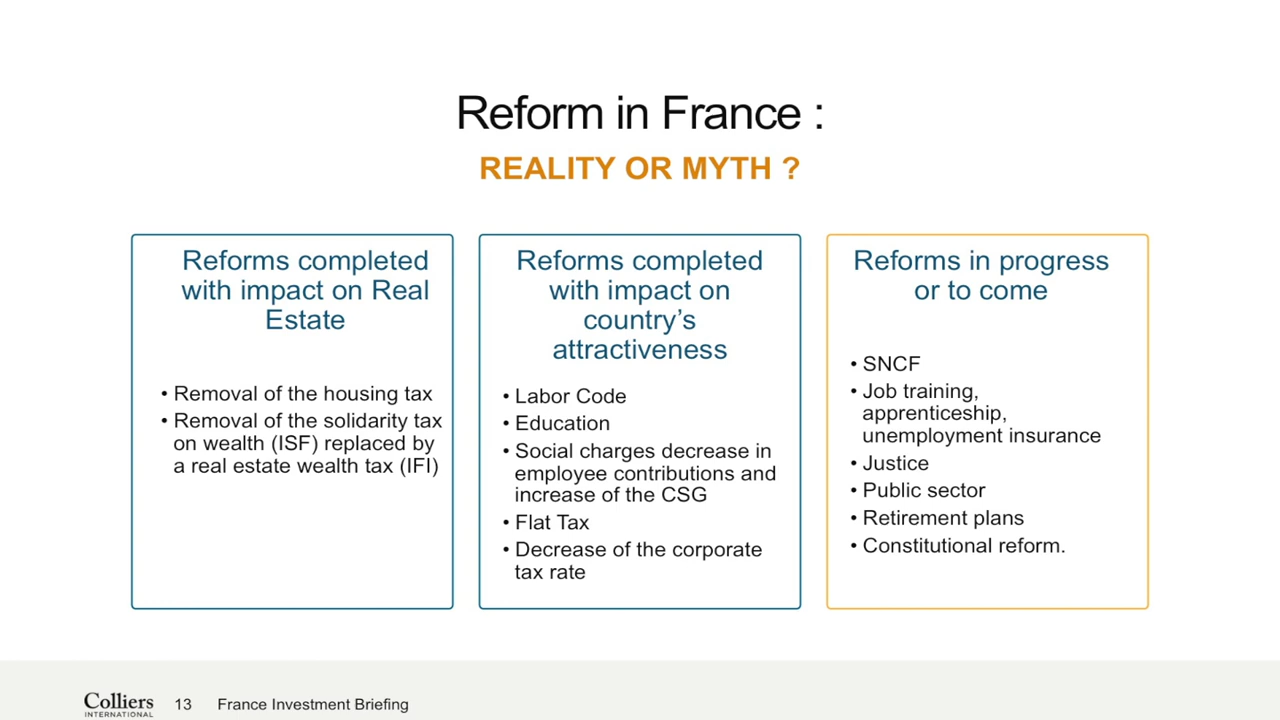 Reform in France :
REALITY OR MYTH ?
Reforms completed
with impact on Real
Estate
• Removal of the housing tax
• Removal of the solidarity tax
on wealth (ISF) replaced by
a real estate wealth tax (IFI)
Reforms completed
with impact on
country’s
attractiveness
• Labor Code
• Education
• Social charges decrease in
employee contributions and
increase of the CSG
• Flat Tax
• Decrease of the corporate
tax rate
Reforms in progress
or to come
• SNCF
• Job training,
apprenticeship,
unemployment insurance
• Justice
• Public sector
• Retirement plans
• Constitutional reform.
Colliers
INTERNATIONAL
13 France Investment Briefing